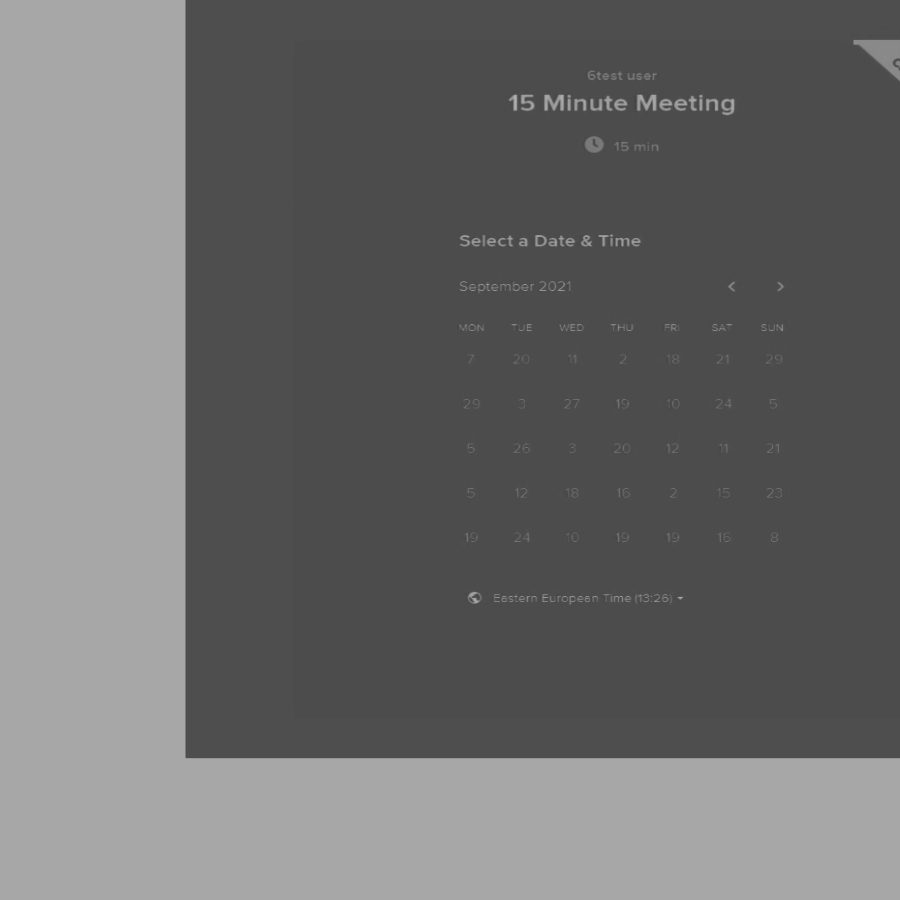 6test user
15 Minute Meeting
15 min
Select a Date & Time
September 2021
MON TUE WED THU FRI SAT SUN
7 20 11 2 18 21 29
29 3 27 19 10 24 5
5 26 3 20 12 11 21
5 12 18 16 2 15 23
19 24 10 19 19 16 8
Eastern European Time (13:26)